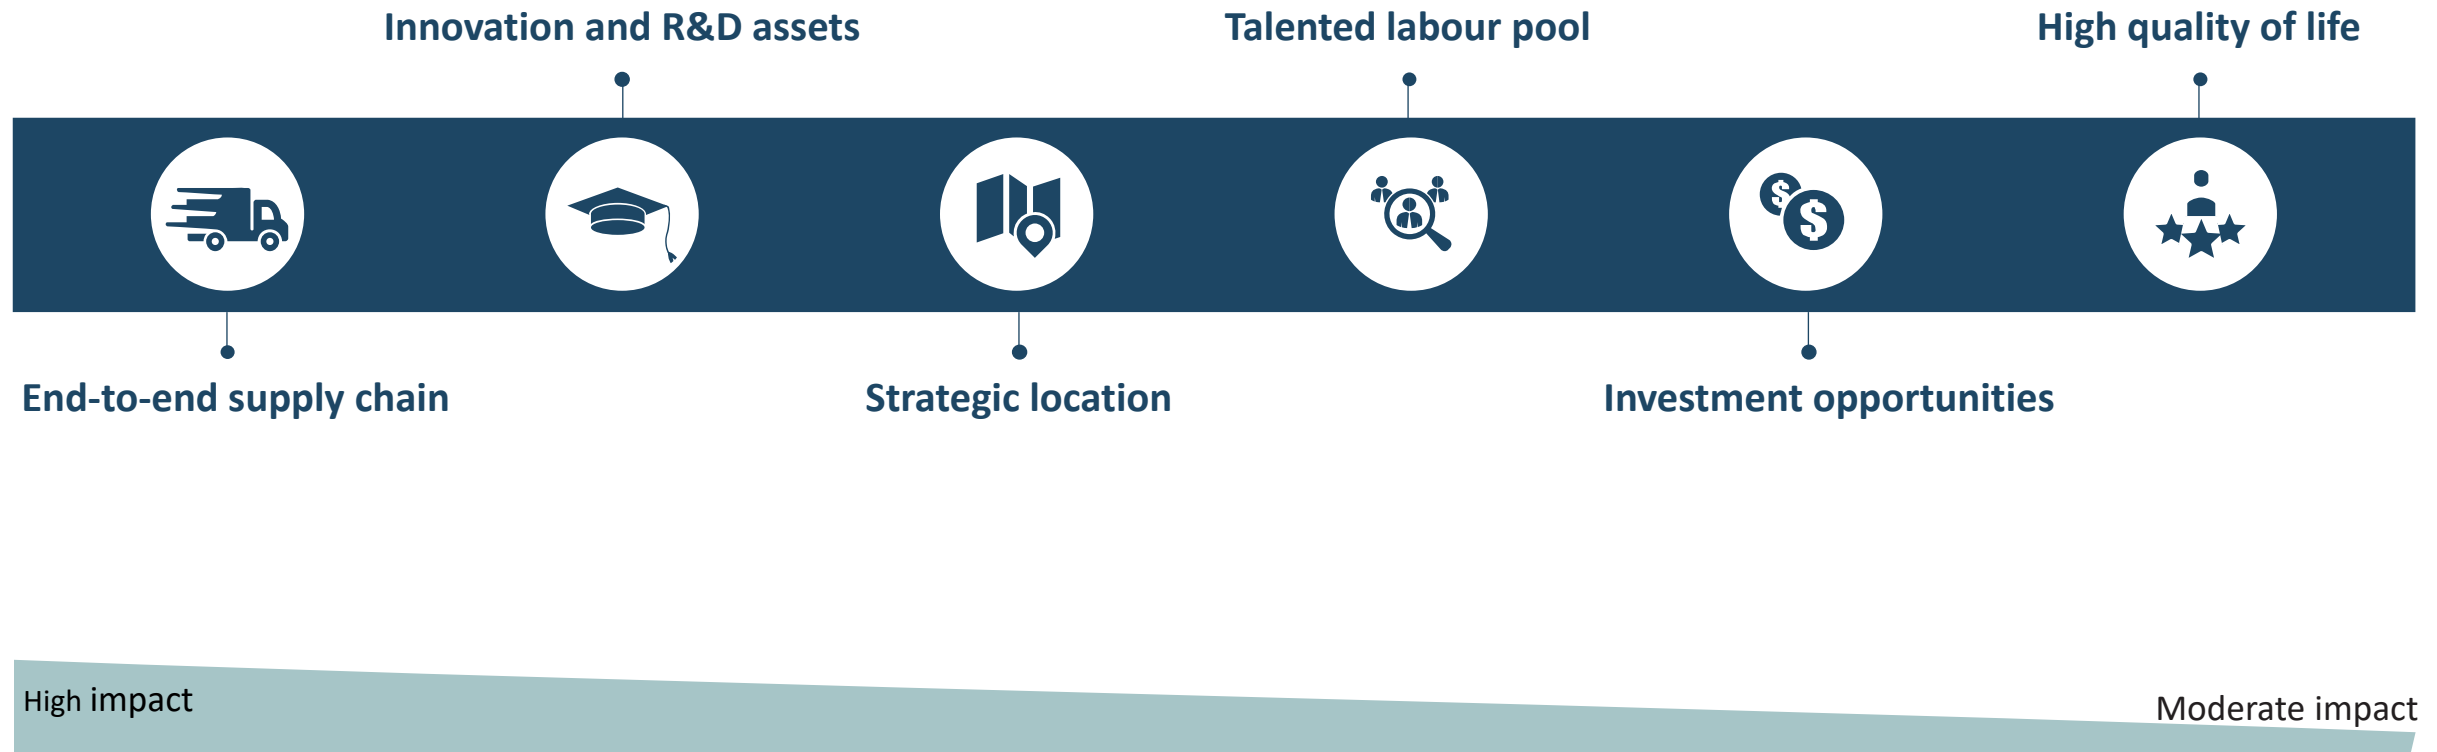 Innovation and R&D assets
Talented labour pool
High quality of life
$
$
End-to-end supply chain
Strategic location
Investment opportunities
High impact
Moderate impact